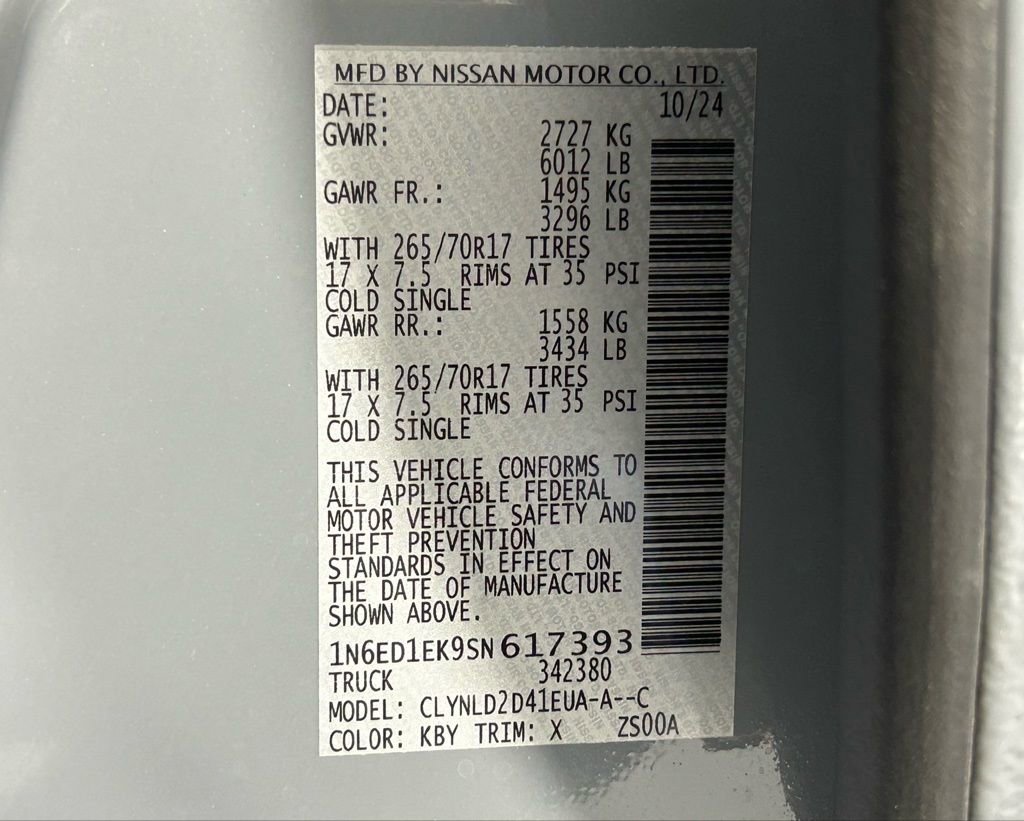 MFD BY NISSAN MOTOR CO., LTD.
DATE: 10/24
GVWR: 2727 KG
6012 LB
GAWR FR.: 1495 KG
3296 LB
WITH 265/70R17 TIRES
17 X 7.5 RIMS AT 35 PSI
COLD SINGLE
GAWR RR.: 1558 KG
3434 LB
WITH 265/70R17 TIRES
17 X 7.5 RIMS AT 35 PSI
COLD SINGLE
THIS VEHICLE CONFORMS TO
ALL APPLICABLE FEDERAL
MOTOR VEHICLE SAFETY AND
THEFT PREVENTION
STANDARDS IN EFFECT ON
THE DATE OF MANUFACTURE
SHOWN ABOVE.
1N6ED1EK9SN617393
TRUCK 342380
MODEL: CLYNLD2D41EUA-A--C
COLOR: KBY TRIM: X ZS00A